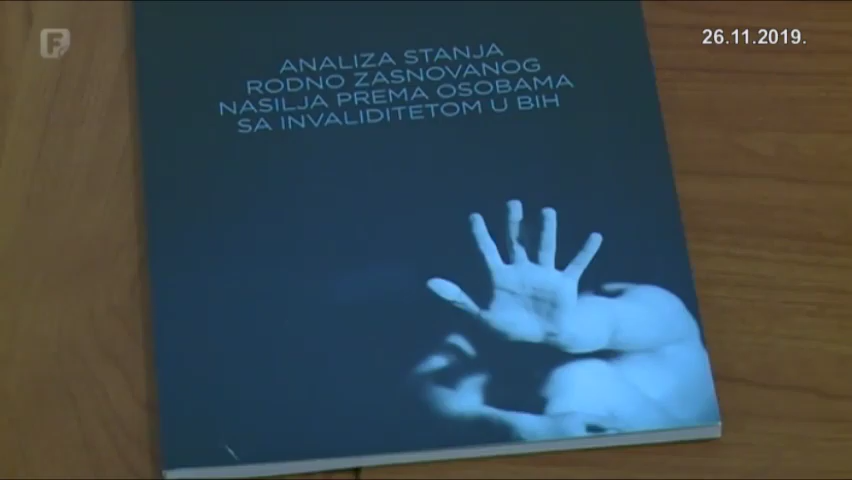 26.11.2019.
ANALIZA STANJA
RODNO ZASNOVANOG
NASILJA PREMA OSOBAMA
SA INVALIDITETOM U BIH
F